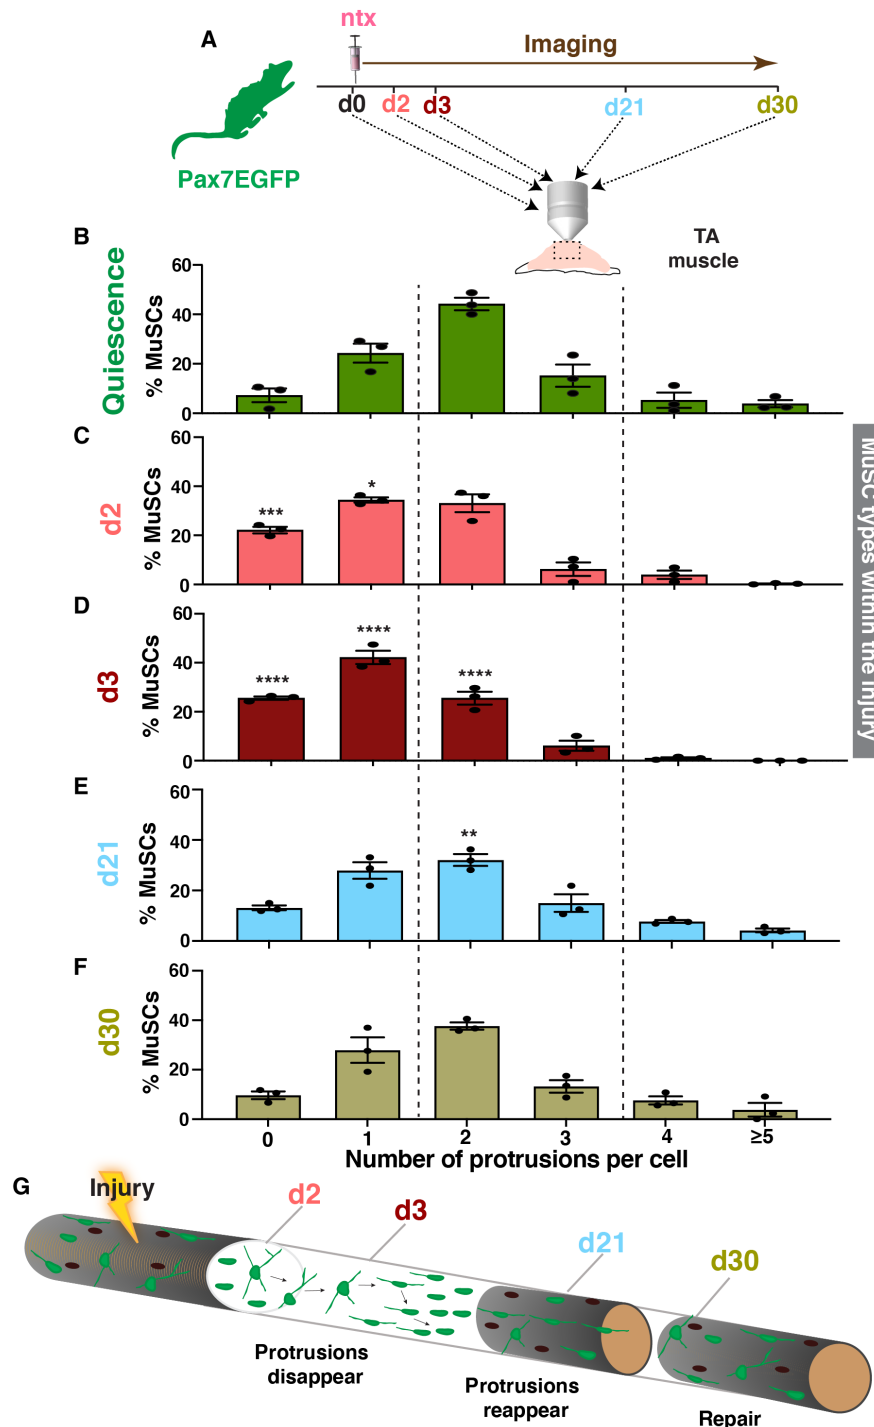 ntx
A
Imaging
d0
d2
d3
d21
d30
Pax7EGFP
TA
muscle
B
Quiescence
% MuSCs
60
40
20
0
C
d2
% MuSCs
60
40
20
0
***
*
D
d3
% MuSCs
60
40
20
0
****
****
****
MuSC types within the injury
E
d21
% MuSCs
60
40
20
0
**
F
d30
% MuSCs
60
40
20
0
0
1
2
3
4
≥5
Number of protrusions per cell
G
Injury
d2
d3
d21
d30
Protrusions
disappear
Protrusions
reappear
Repair